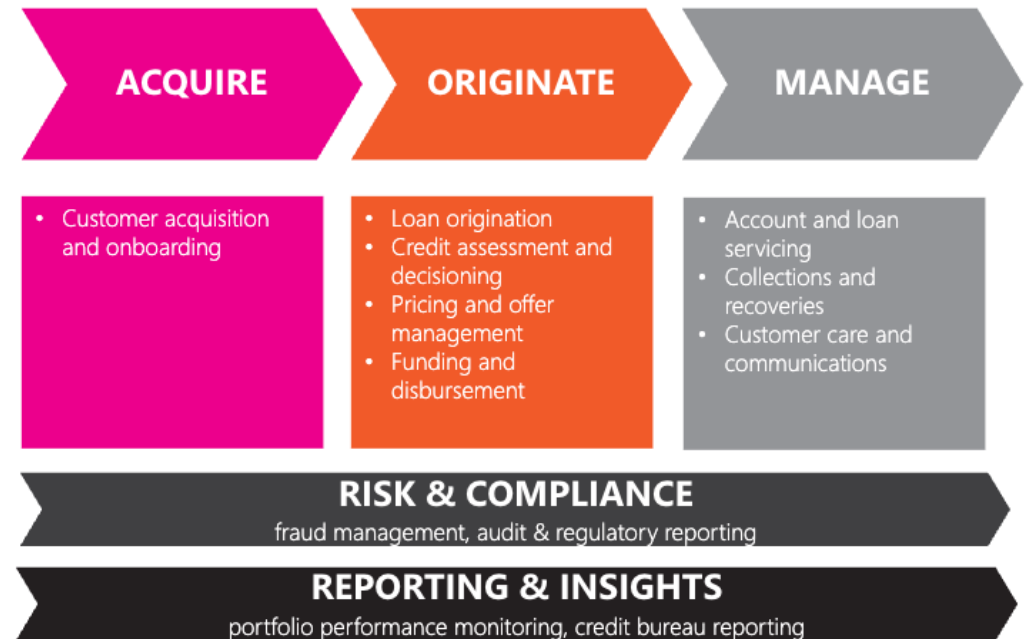 ACQUIRE
ORIGINATE
MANAGE
• Customer acquisition
and onboarding
• Loan origination
• Credit assessment and
decisioning
• Pricing and offer
management
• Funding and
disbursement
• Account and loan
servicing
• Collections and
recoveries
• Customer care and
communications
RISK & COMPLIANCE
fraud management, audit & regulatory reporting
REPORTING & INSIGHTS
portfolio performance monitoring, credit bureau reporting